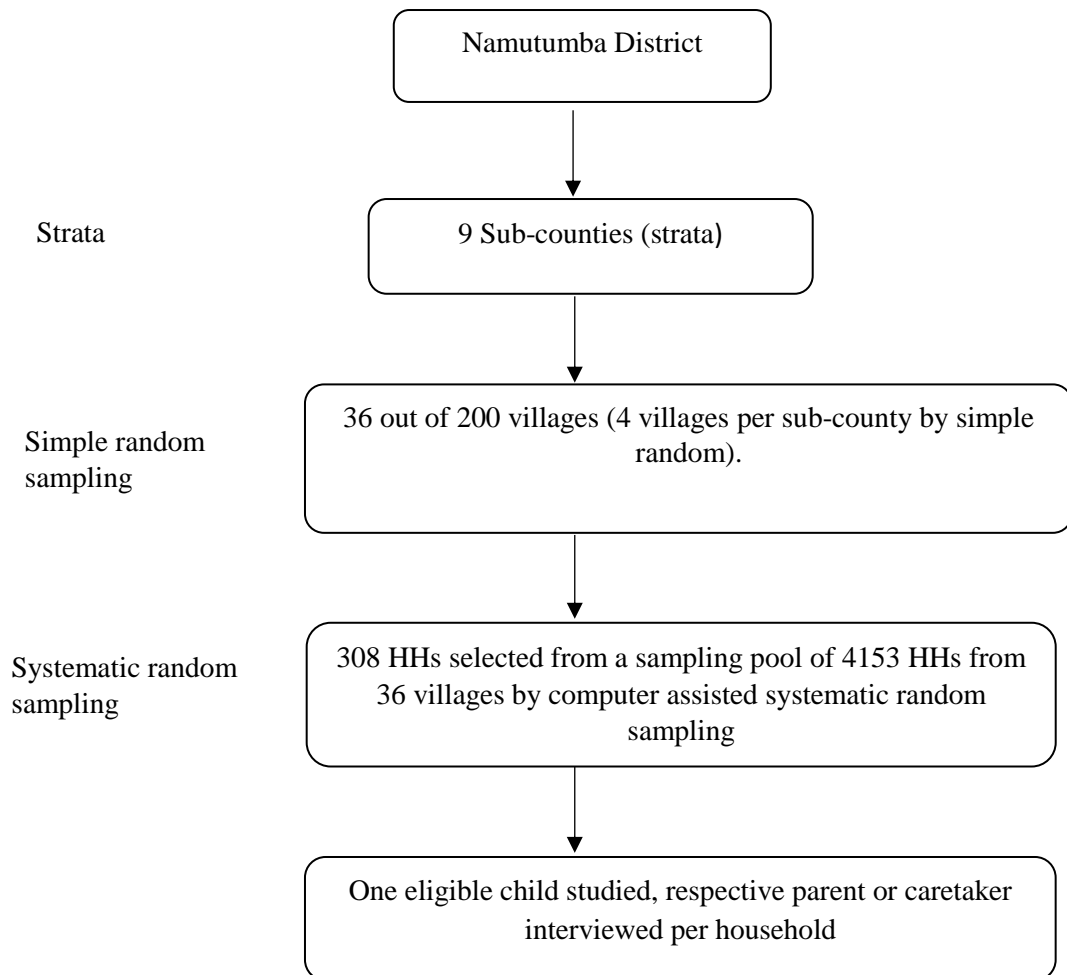 Namutumba District
Strata
9 Sub-counties (strata)
36 out of 200 villages (4 villages per sub-county by simple
random).
Simple random
sampling
Systematic random
sampling
308 HHs selected from a sampling pool of 4153 HHs from
36 villages by computer assisted systematic random
sampling
One eligible child studied, respective parent or caretaker
interviewed per household